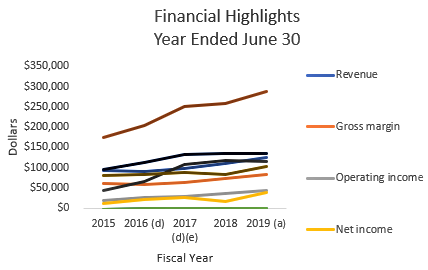 Financial Highlights
Year Ended June 30
$350,000
$300,000
$250,000
$200,000
$150,000
$100,000
$50,000
$0
Dollars
2015 2016 (d) 2017 2018 2019 (a)
(d)(e)
Fiscal Year
Revenue
Gross margin
Operating income
Net income